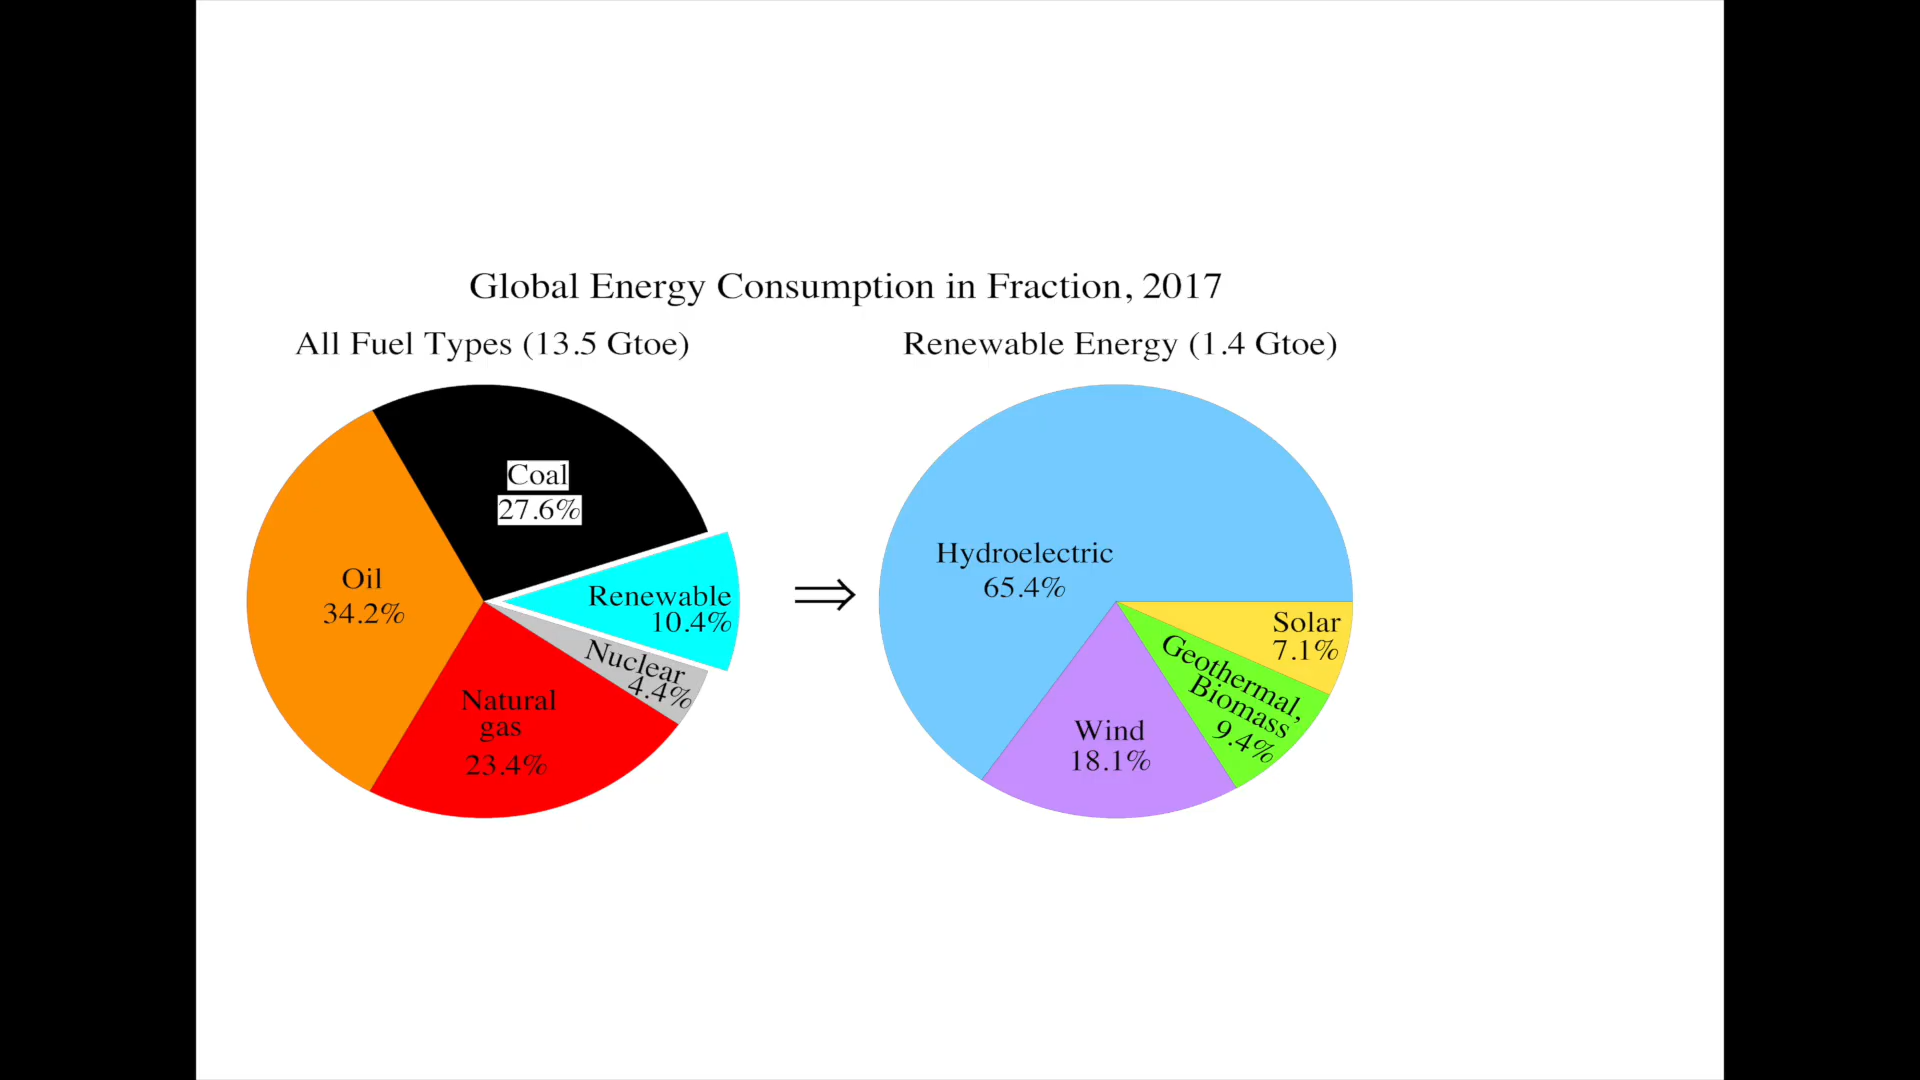 Global Energy Consumption in Fraction, 2017
All Fuel Types (13.5 Gtoe)
Renewable Energy (1.4 Gtoe)
Coal
27.6%
Oil
34.2%
Renewable
10.4%
Nuclear
4.4%
Natural
gas
23.4%
⇒
Hydroelectric
65.4%
Solar
7.1%
Geothermal,
Biomass
9.4%
Wind
18.1%